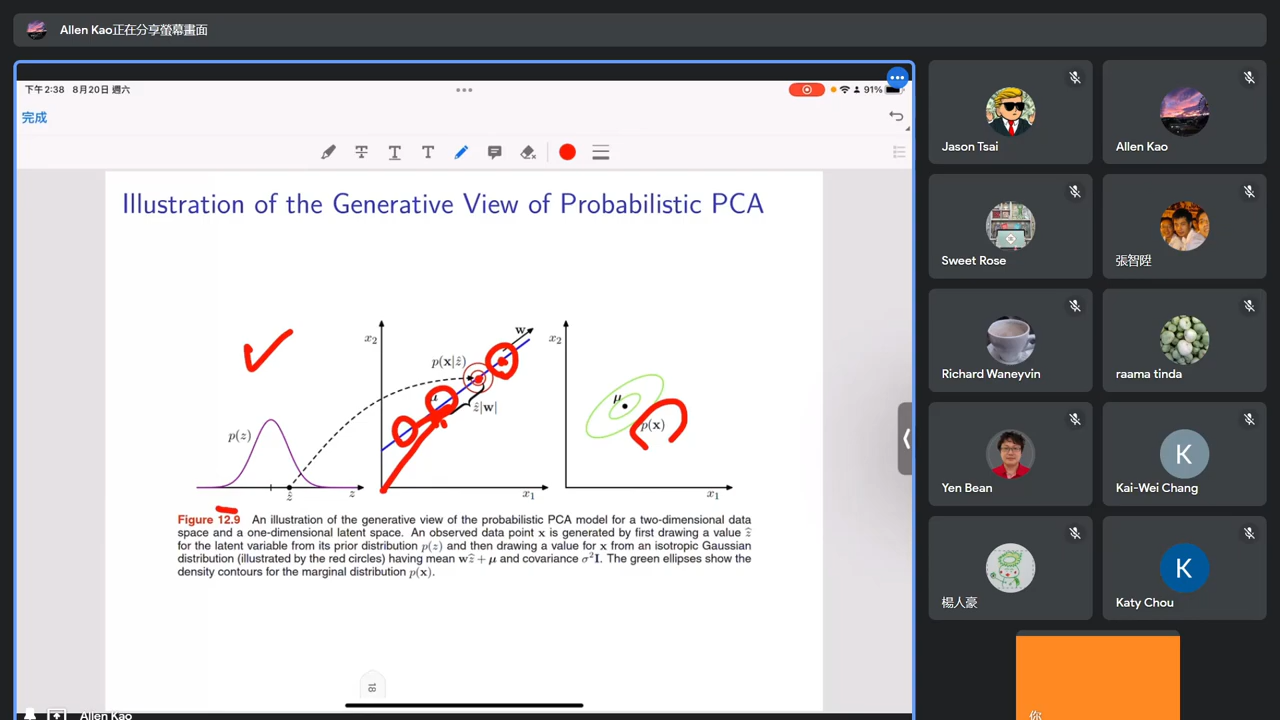 Allen Kao正在分享螢幕畫面
下午2:38 8月20日 週六
91%
完成
Illustration of the Generative View of Probabilistic PCA
x₂
w
p(x|ẑ)
μ
ẑ|w|
p(z)
ẑ
z
x₁
x₂
μ
p(x)
x₁
Figure 12.9 An illustration of the generative view of the probabilistic PCA model for a two-dimensional data
space and a one-dimensional latent space. An observed data point x is generated by first drawing a value ẑ
for the latent variable from its prior distribution p(z) and then drawing a value for x from an isotropic Gaussian
distribution (illustrated by the red circles) having mean wẑ + μ and covariance σ²I. The green ellipses show the
density contours for the marginal distribution p(x).
18
Allen Kao
Jason Tsai
Allen Kao
Sweet Rose
張智陞
Richard Waneyvin
raama tinda
Yen Bean
K
Kai-Wei Chang
楊人豪
K
Katy Chou
你